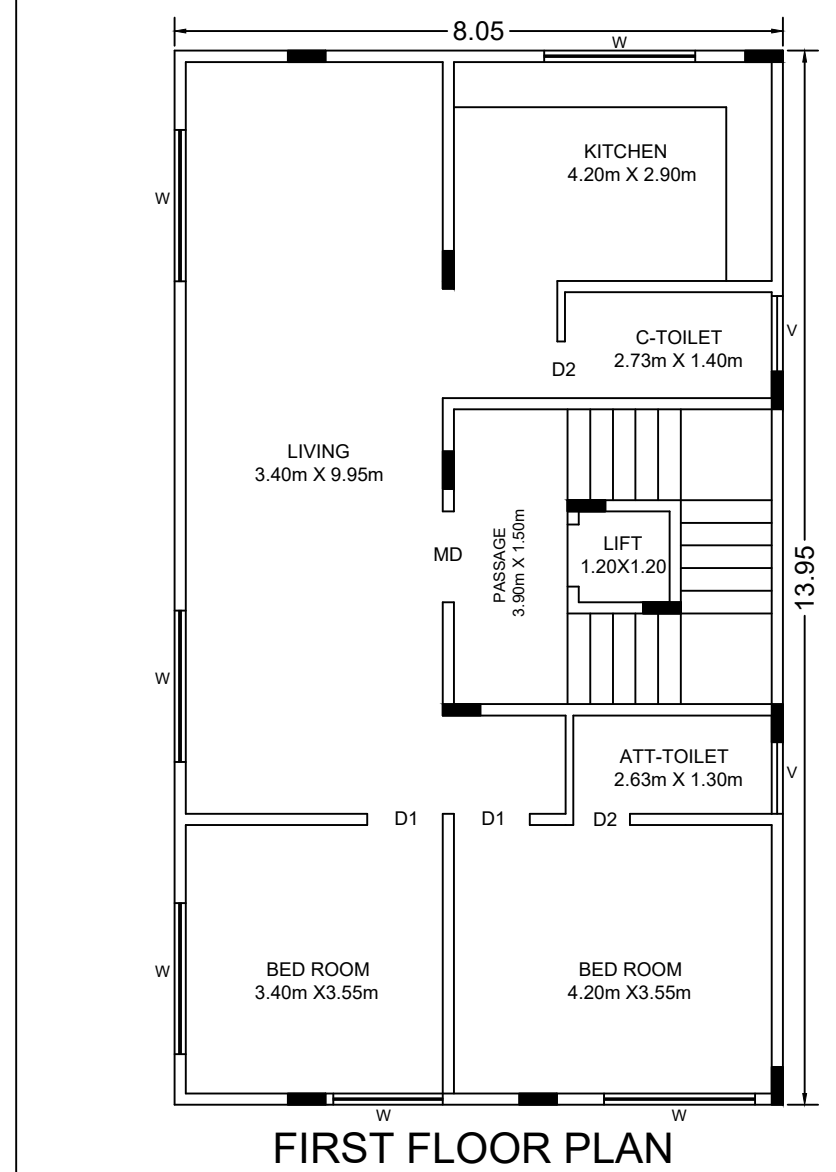 8.05
W
KITCHEN
4.20m X 2.90m
W
C-TOILET
2.73m X 1.40m
V
D2
LIVING
3.40m X 9.95m
MD
PASSAGE
3.90m X 1.50m
LIFT
1.20X1.20
13.95
W
ATT-TOILET
2.63m X 1.30m
V
D1
D1
D2
W
BED ROOM
3.40m X3.55m
BED ROOM
4.20m X3.55m
W
W
FIRST FLOOR PLAN